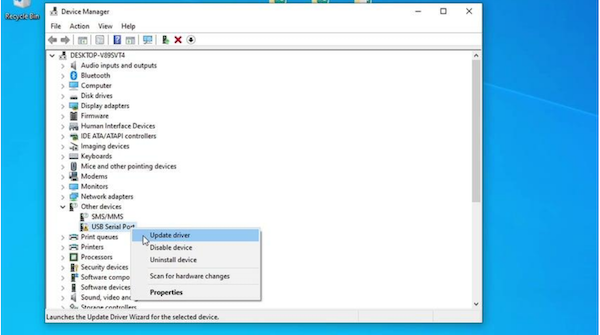 Recycle Bin
Device Manager
File Action View Help
DESKTOP-V89SVT4
Audio inputs and outputs
Bluetooth
Computer
Disk drives
Display adapters
Firmware
Human Interface Devices
IDE ATA/ATAPI controllers
Imaging devices
Keyboards
Mice and other pointing devices
Modems
Monitors
Network adapters
Other devices
SMS/MMS
USB Serial Port
Print queues
Printers
Processors
Security devices
Software compo
Software devices
Sound, video and
Storage controllers
Update driver
Disable device
Uninstall device
Scan for hardware changes
Properties
Launches the Update Driver Wizard for the selected device.